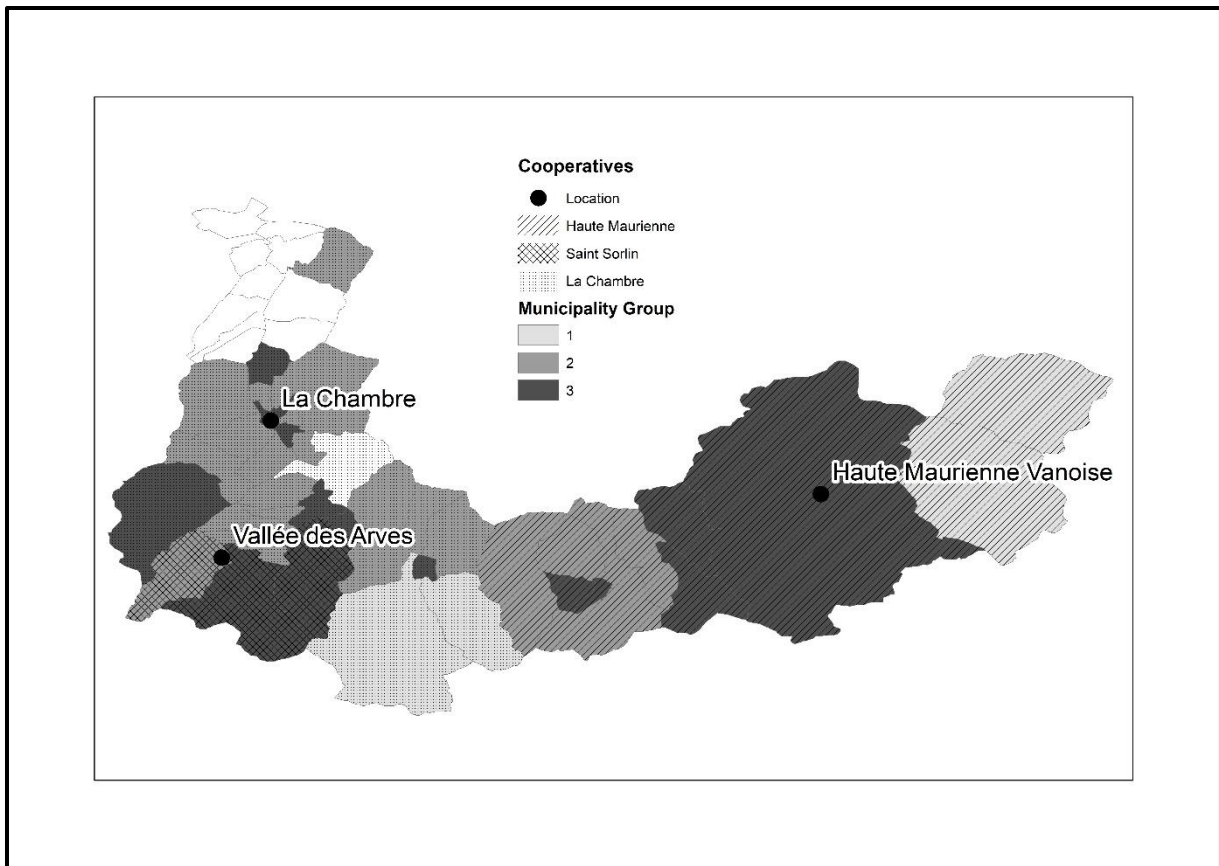 Cooperatives
Location
Haute Maurienne
Saint Sorlin
La Chambre
Municipality Group
1
2
3
La Chambre
Haute Maurienne Vanoise
Vallée des Arves